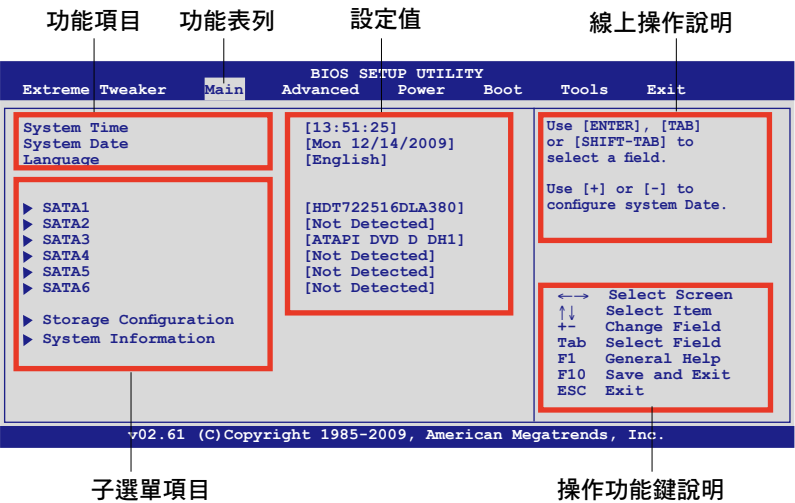 功能項目 功能表列 設定值 線上操作說明
BIOS SETUP UTILITY
Extreme Tweaker Main Advanced Power Boot Tools Exit
System Time [13:51:25]
System Date [Mon 12/14/2009]
Language [English]
SATA1 [HDT722516DLA380]
SATA2 [Not Detected]
SATA3 [ATAPI DVD D DH1]
SATA4 [Not Detected]
SATA5 [Not Detected]
SATA6 [Not Detected]
Storage Configuration
System Information
Use [ENTER], [TAB]
or [SHIFT-TAB] to
select a field.
Use [+] or [-] to
configure system Date.
←→ Select Screen
↑↓ Select Item
+- Change Field
Tab Select Field
F1 General Help
F10 Save and Exit
ESC Exit
v02.61 (C)Copyright 1985-2009, American Megatrends, Inc.
子選單項目 操作功能鍵說明